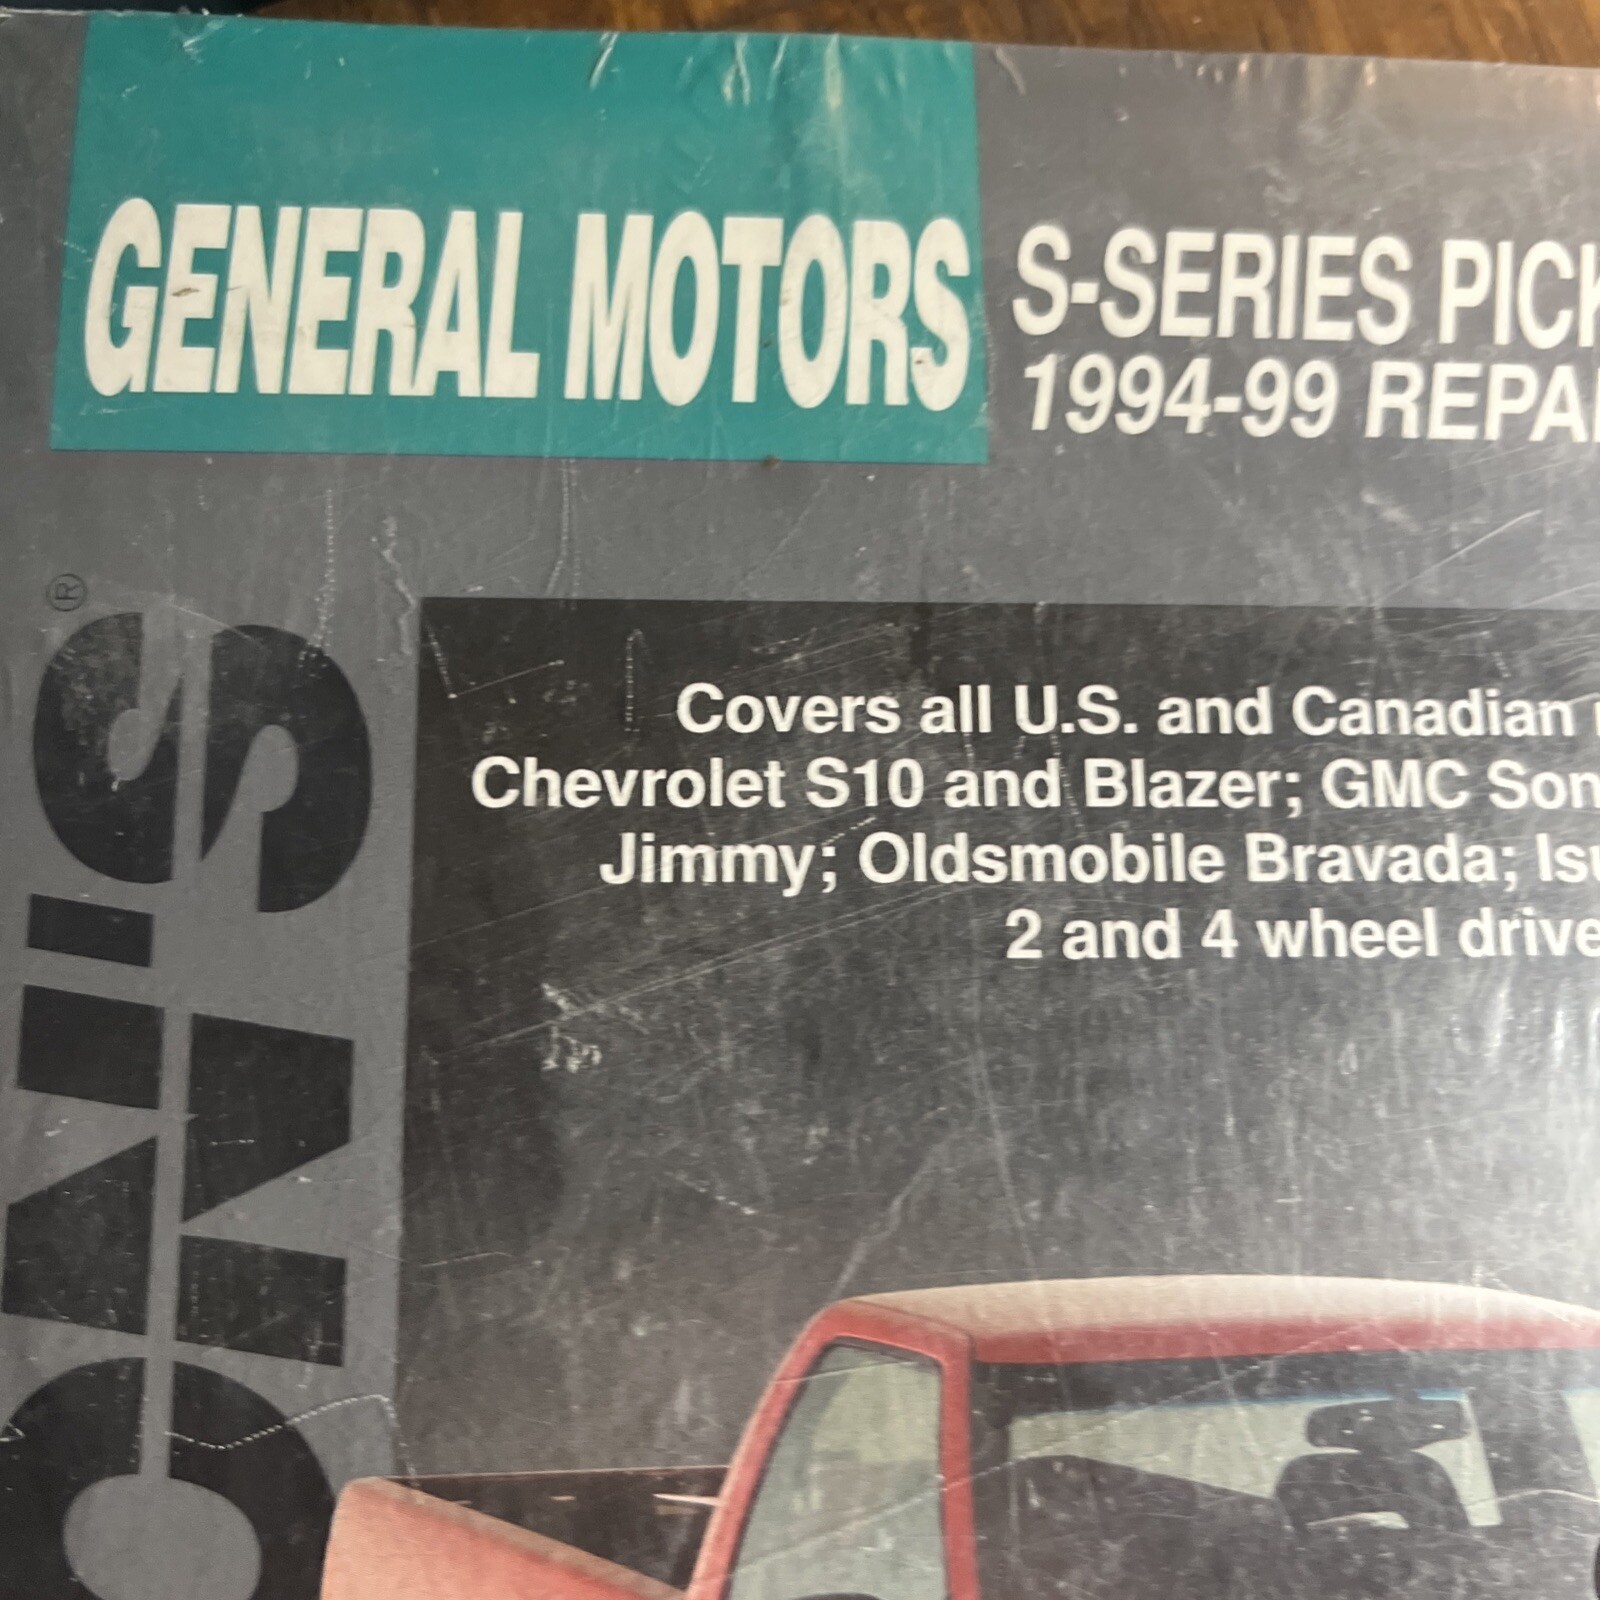 GENERAL MOTORS
S-SERIES PICK
1994-99 REPAI
Covers all U.S. and Canadian
Chevrolet S10 and Blazer; GMC Son
Jimmy; Oldsmobile Bravada; Isu
2 and 4 wheel drive
®